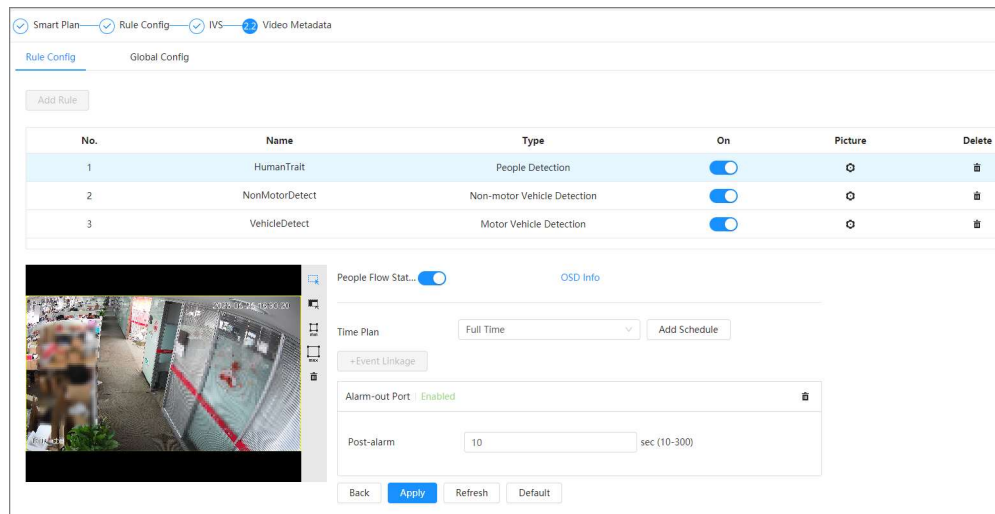 Smart Plan Rule Config IVS 2.2 Video Metadata
Rule Config Global Config
Add Rule
No. Name Type On Picture Delete
1 HumanTrait People Detection
2 NonMotorDetect Non-motor Vehicle Detection
3 VehicleDetect Motor Vehicle Detection
People Flow Stat... OSD Info
min
max
Time Plan Full Time Add Schedule
+Event Linkage
Alarm-out Port Enabled
Post-alarm 10 sec (10-300)
Back Apply Refresh Default